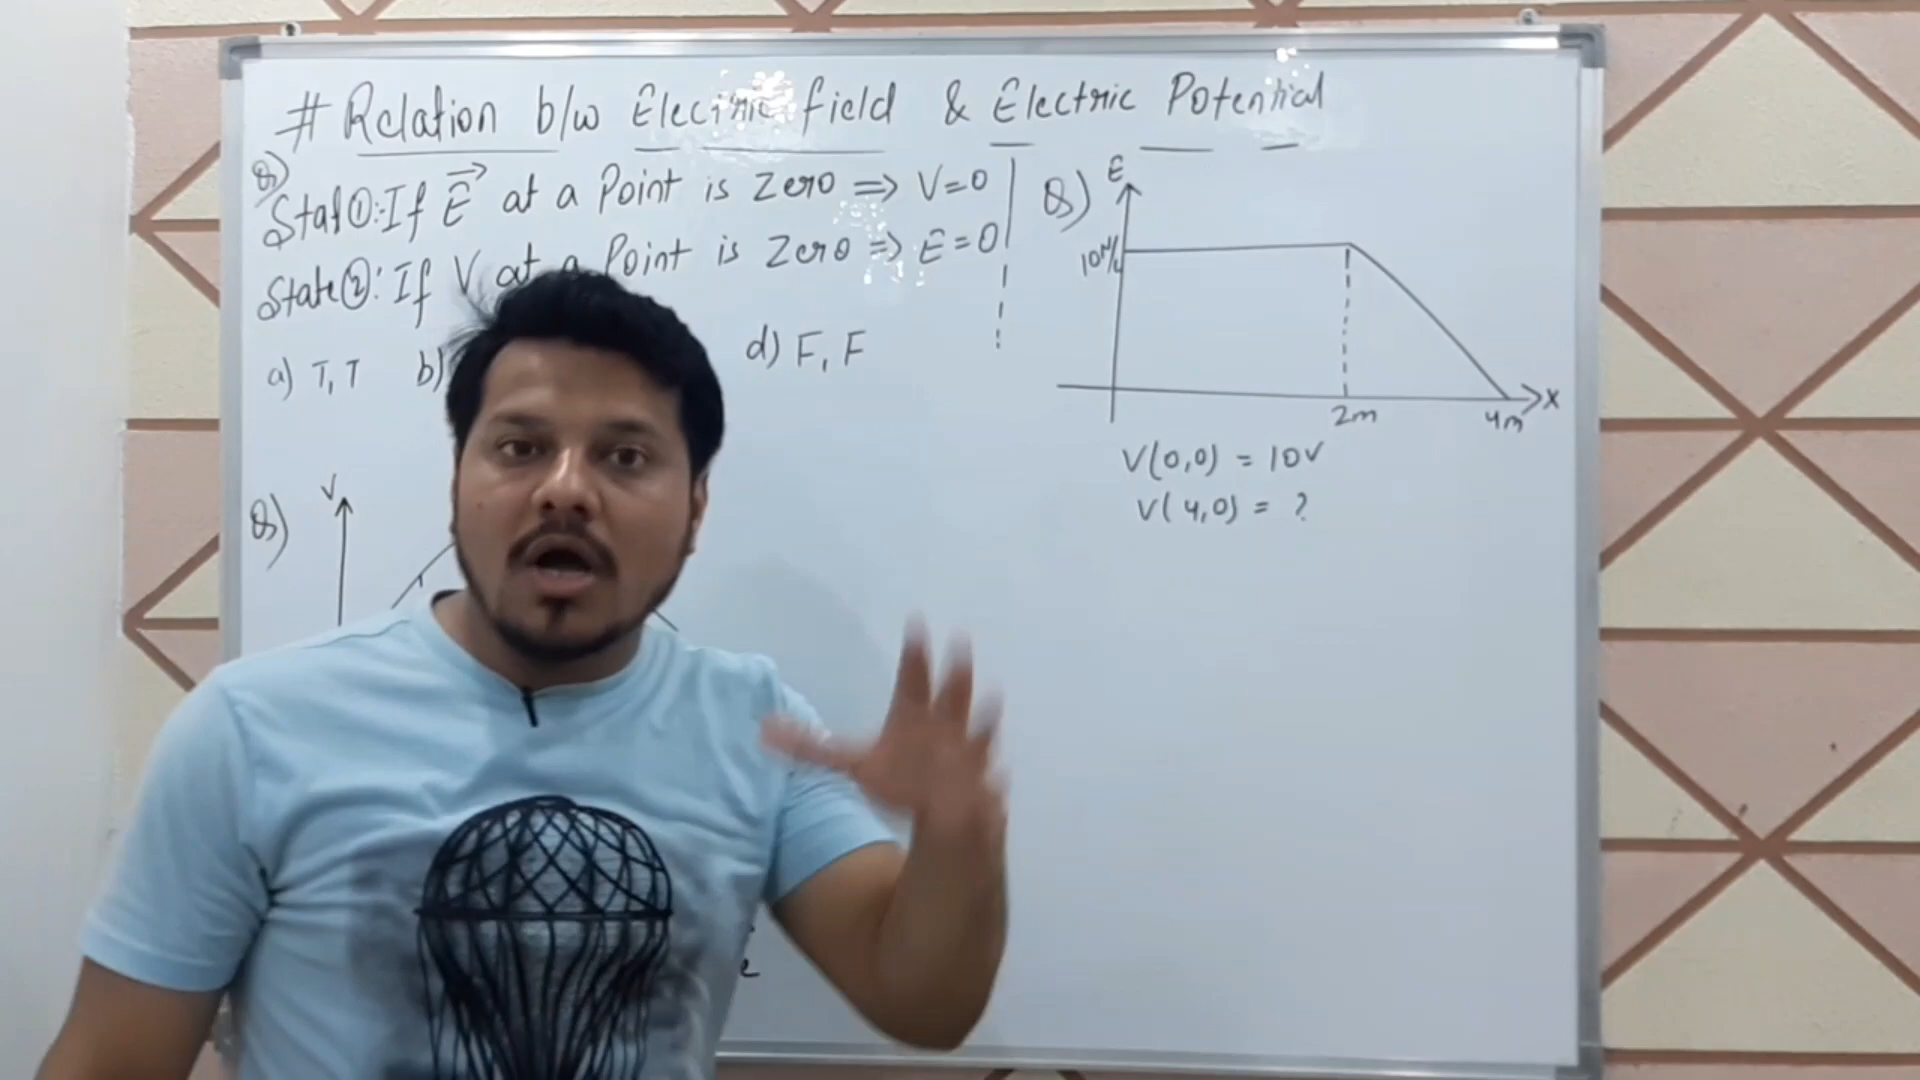 # Relation b/w Electric field & Electric Potential
Q)
Stat①:-If E⃗ at a Point is Zero ⇒ V=0
State②: If V at a Point is Zero ⇒ E=0
a) T, T b) d) F, F
Q)
V
Q)
E
10N/C
2m
4m
X
V(0,0) = 10V
V(4,0) = ?